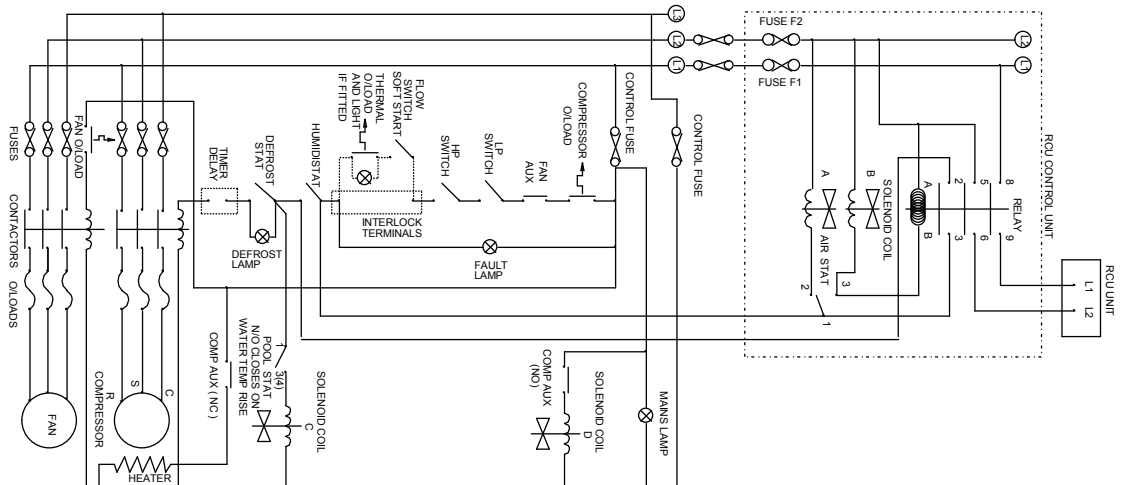 L3
L2
L1
FUSE F2
FUSE F1
L2
L1
RCU CONTROL UNIT
CONTROL FUSE
CONTROL FUSE
COMPRESSOR
O/LOAD
FAN
AUX
LP
SWITCH
HP
SWITCH
FLOW
SWITCH
SOFT START
THERMAL
O/LOAD
AND LIGHT
IF FITTED
INTERLOCK
TERMINALS
HUMIDISTAT
DEFROST
STAT
TIMER
DELAY
DEFROST
LAMP
FAULT
LAMP
FAN O/LOAD
FUSES
CONTACTORS
O/LOADS
A
B
SOLENOID COIL
AIR STAT
2
3
1
A
B
2
5
8
RELAY
3
6
9
RCU UNIT
L1
L2
C
S
R
COMPRESSOR
FAN
HEATER
COMP AUX (NC)
1
3(4)
POOL STAT
N/O CLOSES ON
WATER TEMP RISE
SOLENOID COIL
C
COMP AUX
(NO)
SOLENOID COIL
D
MAINS LAMP